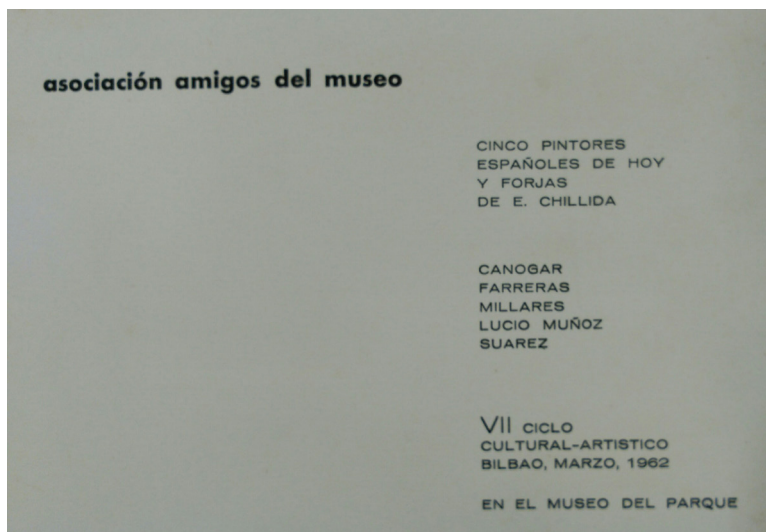 asociación amigos del museo
CINCO PINTORES
ESPAÑOLES DE HOY
Y FORJAS
DE E. CHILLIDA
CANOGAR
FARRERAS
MILLARES
LUCIO MUÑOZ
SUAREZ
VII CICLO
CULTURAL-ARTISTICO
BILBAO, MARZO, 1962
EN EL MUSEO DEL PARQUE